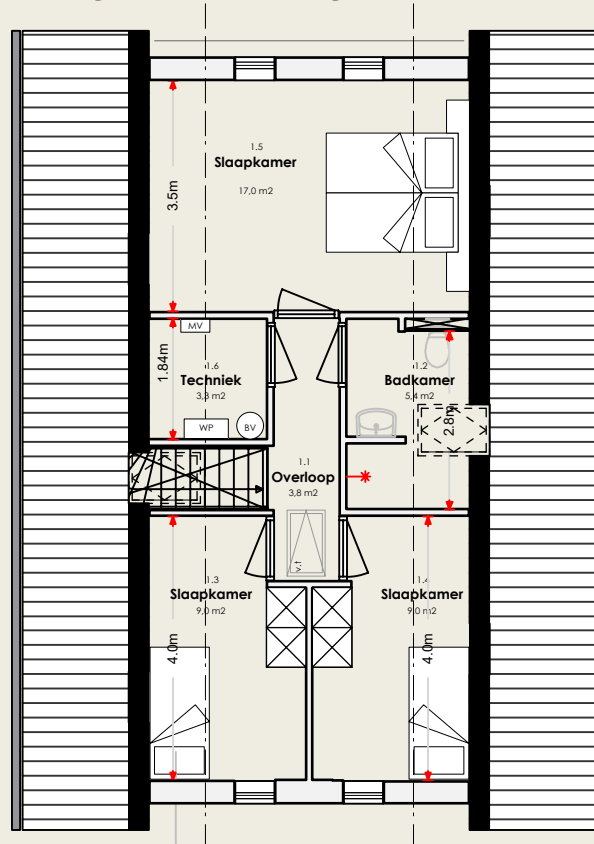 1.5
Slaapkamer
17,0 m2
3.5m
MV
1.84m
1.6
Techniek
3,3 m2
WP
BV
1.2
Badkamer
5,4 m2
2.8m
1.1
Overloop
3,8 m2
v.t
1.3
Slaapkamer
9,0 m2
4.0m
1.4
Slaapkamer
9,0 m2
4.0m